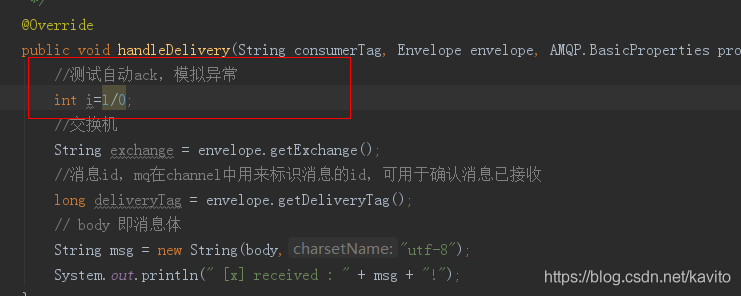 */
@Override
public void handleDelivery(String consumerTag, Envelope envelope, AMQP.BasicProperties pro
//测试自动ack，模拟异常
int i=1/0;
//交换机
String exchange = envelope.getExchange();
//消息id，mq在channel中用来标识消息的id，可用于确认消息已接收
long deliveryTag = envelope.getDeliveryTag();
// body 即消息体
String msg = new String(body, charsetName: "utf-8");
System.out.println(" [x] received : " + msg + "!");
https://blog.csdn.net/kavito